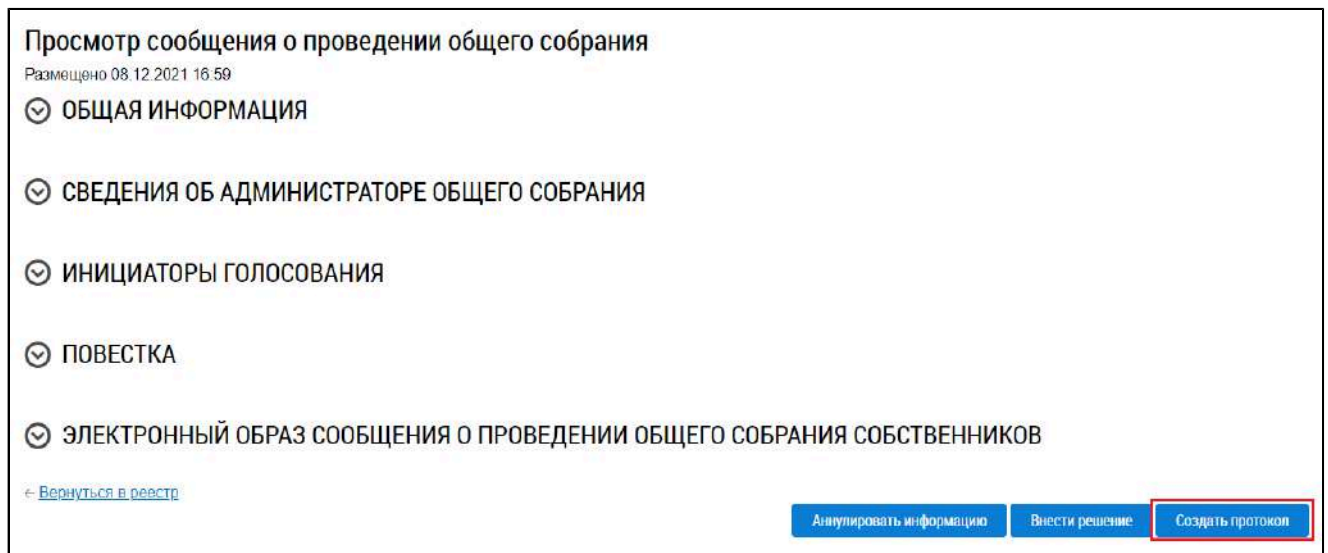 Просмотр сообщения о проведении общего собрания
Размещено 08.12.2021 16:59
ОБЩАЯ ИНФОРМАЦИЯ
СВЕДЕНИЯ ОБ АДМИНИСТРАТОРЕ ОБЩЕГО СОБРАНИЯ
ИНИЦИАТОРЫ ГОЛОСОВАНИЯ
ПОВЕСТКА
ЭЛЕКТРОННЫЙ ОБРАЗ СООБЩЕНИЯ О ПРОВЕДЕНИИ ОБЩЕГО СОБРАНИЯ СОБСТВЕННИКОВ
← Вернуться в реестр
Аннулировать информацию Внести решение Создать протокол